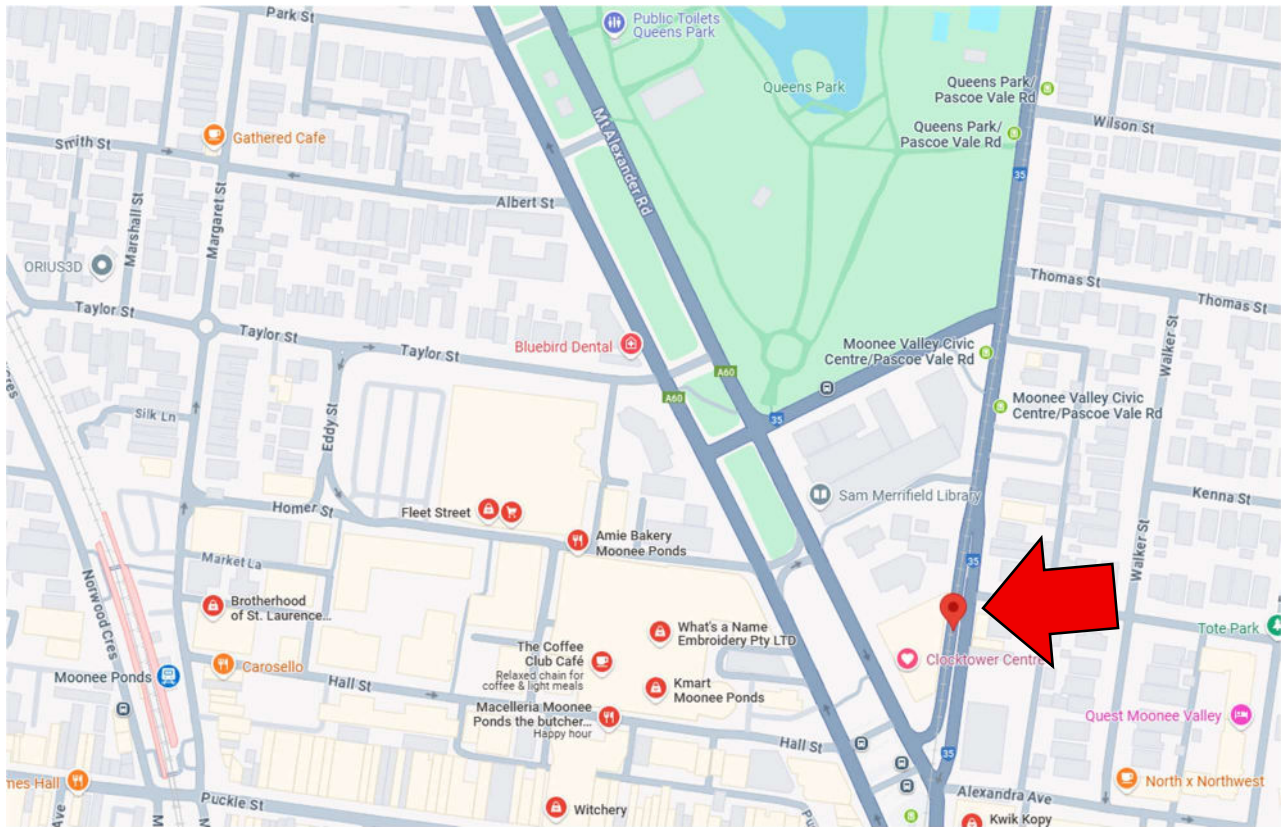 Park St
Public Toilets
Queens Park
Queens Park
Queens Park/
Pascoe Vale Rd
Queens Park/
Pascoe Vale Rd
Wilson St
Gathered Cafe
Smith St
Mt Alexander Rd
35
Albert St
Marshall St
Margaret St
ORIUS3D
Thomas St
Thomas St
Taylor St
Taylor St
Taylor St
Bluebird Dental
Moonee Valley Civic
Centre/Pascoe Vale Rd
Walker St
A60
A60
Moonee Valley Civic
Centre/Pascoe Vale Rd
35
Silk Ln
Eddy St
Sam Merrifield Library
Kenna St
Homer St
Fleet Street
Amie Bakery
Moonee Ponds
Market La
35
Walker St
Norwood Cres
Brotherhood
of St. Laurence...
What's a Name
Embroidery Pty LTD
Tote Park
The Coffee
Club Café
Relaxed chain for
coffee & light meals
Clocktower Centre
Carosello
Moonee Ponds
Hall St
Kmart
Moonee Ponds
Macelleria Moonee
Ponds the butcher...
Happy hour
Quest Moonee Valley
Hall St
35
mes Hall
North x Northwest
Puckle St
Alexandra Ave
Witchery
Kwik Kopy